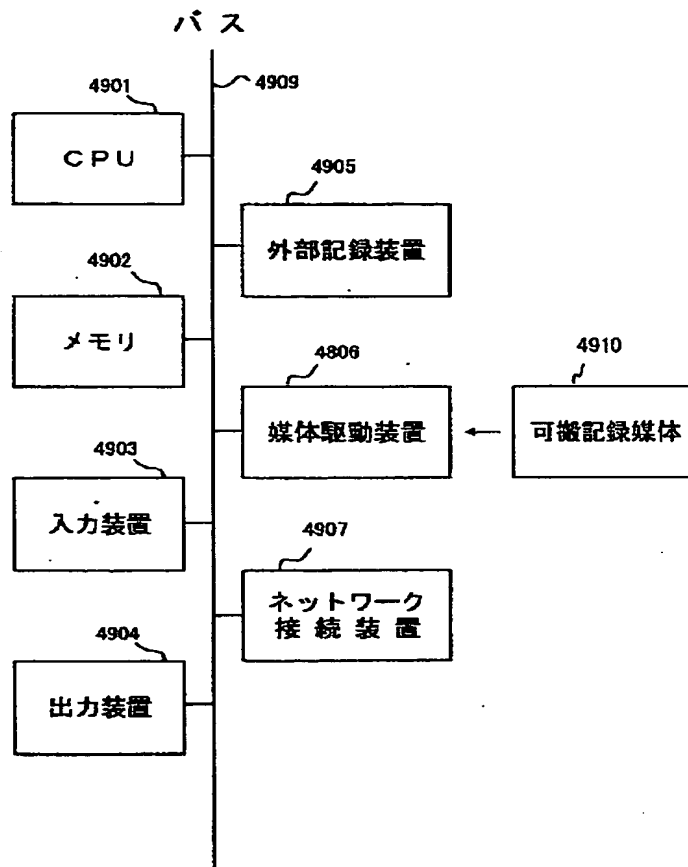 バス
4909
4901
CPU
4905
外部記録装置
4902
メモリ
4806
媒体駆動装置
4910
可搬記録媒体
4903
入力装置
4907
ネットワーク
接続装置
4904
出力装置